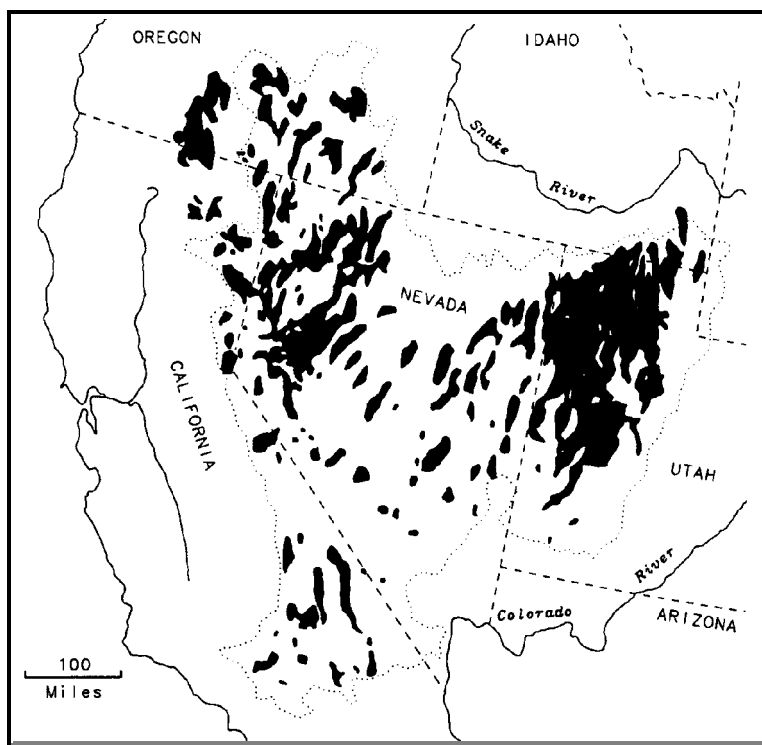 OREGON
IDAHO
Snake
River
NEVADA
CALIFORNIA
UTAH
River
Colorado
ARIZONA
100
Miles